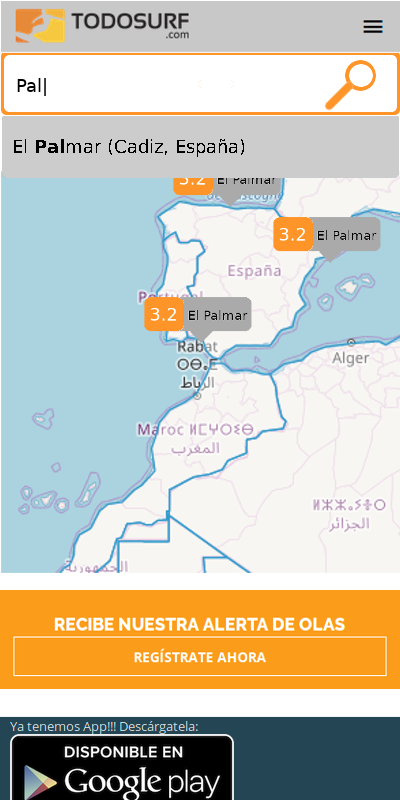 TODOSURF
.com
Pal
El Palmar (Cadiz, España)
3.2 El Palmar
3.2 El Palmar
España
Portugal
3.2 El Palmar
Rabat
ⵔⴱⴰⵟ
الرباط
Alger
Maroc ⵍⵎⵖⵔⵉⴱ
المغرب
ⵍⵣⵣⴰⵢⴻⵔ
الجزائر
RECIBE NUESTRA ALERTA DE OLAS
REGÍSTRATE AHORA
Ya tenemos App!!! Descárgatela:
DISPONIBLE EN
Google play